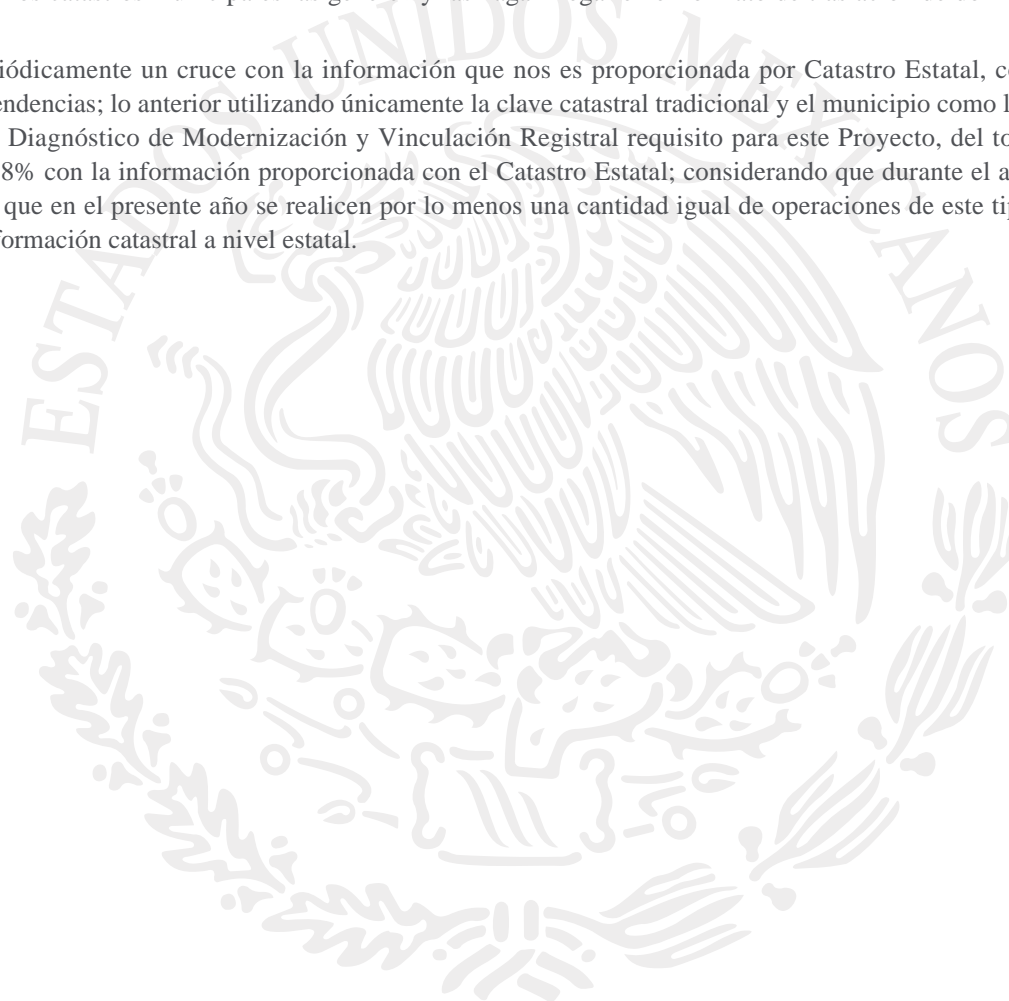 iódicamente un cruce con la información que nos es proporcionada por Catastro Estatal, c
endencias; lo anterior utilizando únicamente la clave catastral tradicional y el municipio como l
Diagnóstico de Modernización y Vinculación Registral requisito para este Proyecto, del to
8% con la información proporcionada con el Catastro Estatal; considerando que durante el a
que en el presente año se realicen por lo menos una cantidad igual de operaciones de este tip
formación catastral a nivel estatal.
ESTADOS UNIDOS MEXICANOS